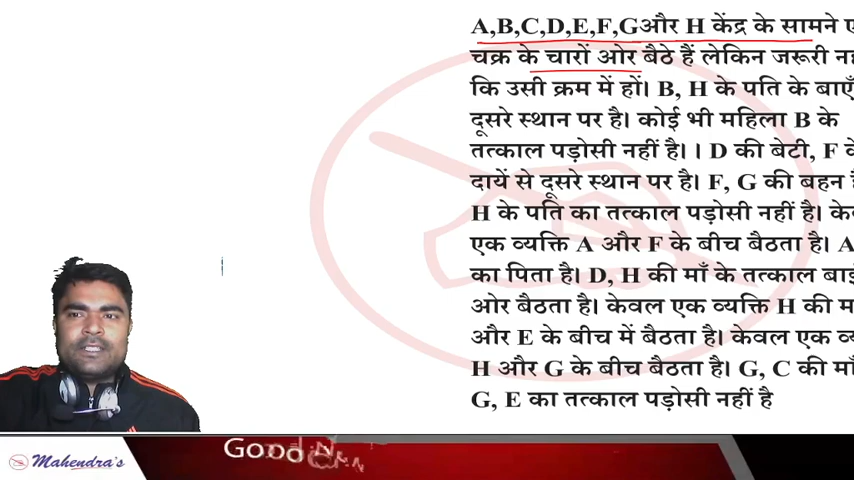 A,B,C,D,E,F,Gऔर H केंद्र के सामने
चक्र के चारों ओर बैठे हैं लेकिन जरूरी
कि उसी क्रम में हों। B, H के पति के बाएँ
दूसरे स्थान पर है। कोई भी महिला B के
तत्काल पड़ोसी नहीं है। । D की बेटी, F
दायें से दूसरे स्थान पर है। F, G की बहन
H के पति का तत्काल पड़ोसी नहीं है।
एक व्यक्ति A और F के बीच बैठता है। A
का पिता है। D, H की माँ के तत्काल
ओर बैठता है। केवल एक व्यक्ति H की
और E के बीच में बैठता है। केवल एक
H और G के बीच बैठता है। G, C की
G, E का तत्काल पड़ोसी नहीं है
Good
Mahendra's